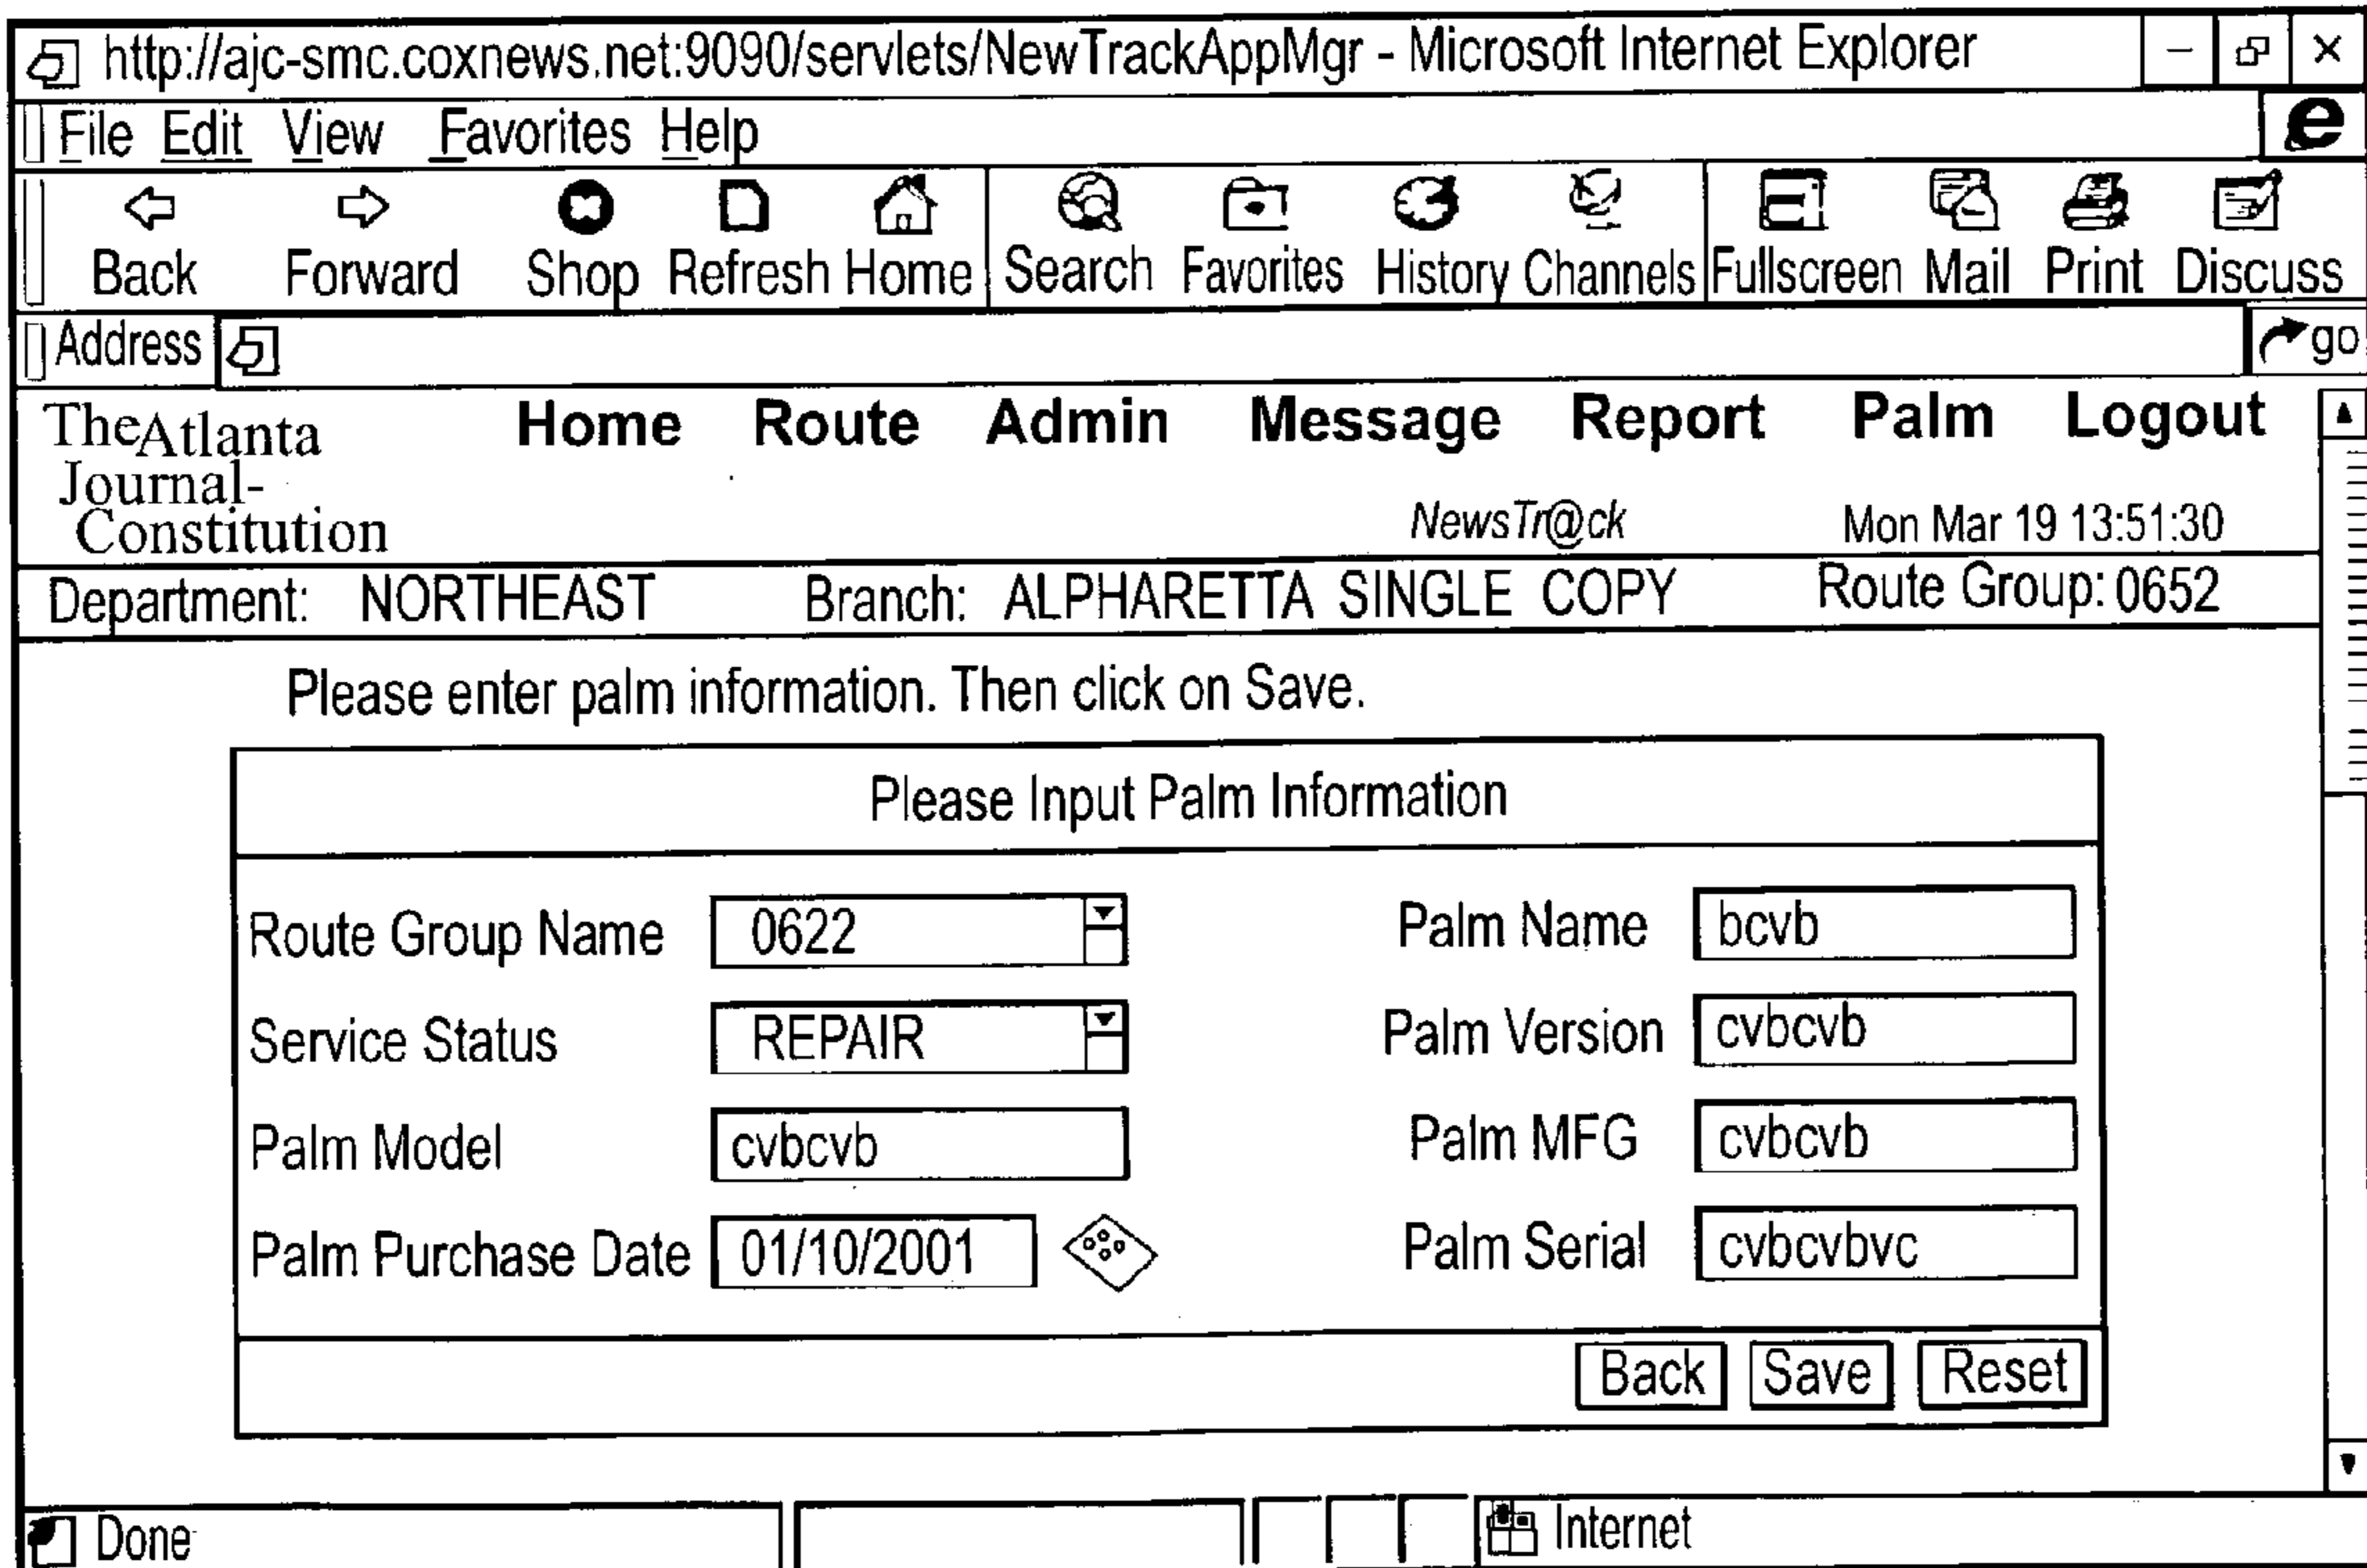 http://ajc-smc.coxnews.net:9090/servlets/NewTrackAppMgr - Microsoft Internet Explorer
File Edit View Favorites Help
Back Forward Shop Refresh Home Search Favorites History Channels Fullscreen Mail Print Discuss
Address go
The Atlanta
Journal-
Constitution
Home Route Admin Message Report Palm Logout
NewsTr@ck Mon Mar 19 13:51:30
Department: NORTHEAST Branch: ALPHARETTA SINGLE COPY Route Group: 0652
Please enter palm information. Then click on Save.
Please Input Palm Information
Route Group Name 0622 Palm Name bcvb
Service Status REPAIR Palm Version cvbcvb
Palm Model cvbcvb Palm MFG cvbcvb
Palm Purchase Date 01/10/2001 Palm Serial cvbcvbvc
Back Save Reset
Done Internet